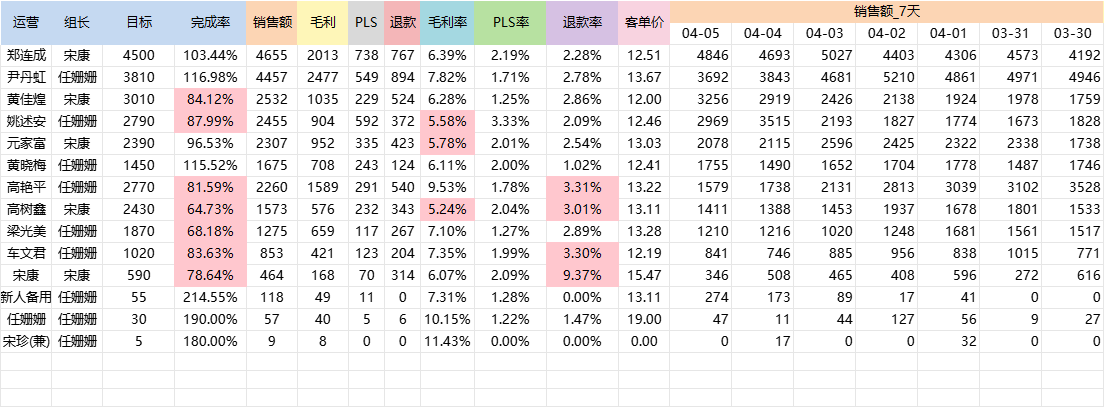 运营 组长 目标 完成率 销售额 毛利 PLS 退款 毛利率 PLS率 退款率 客单价 销售额_7天
04-05 04-04 04-03 04-02 04-01 03-31 03-30
郑连成 宋康 4500 103.44% 4655 2013 738 767 6.39% 2.19% 2.28% 12.51 4846 4693 5027 4403 4306 4573 4192
尹丹虹 任姗姗 3810 116.98% 4457 2477 549 894 7.82% 1.71% 2.78% 13.67 3692 3843 4681 5210 4861 4971 4946
黄佳煌 宋康 3010 84.12% 2532 1035 229 524 6.28% 1.25% 2.86% 12.00 3256 2919 2426 2138 1924 1978 1759
姚述安 任姗姗 2790 87.99% 2455 904 592 372 5.58% 3.33% 2.09% 12.46 2969 3515 2193 1827 1774 1673 1828
元家富 宋康 2390 96.53% 2307 952 335 423 5.78% 2.01% 2.54% 13.03 2078 2115 2596 2425 2322 2338 1738
黄晓梅 任姗姗 1450 115.52% 1675 708 243 124 6.11% 2.00% 1.02% 12.41 1755 1490 1652 1704 1778 1487 1746
高艳平 任姗姗 2770 81.59% 2260 1589 291 540 9.53% 1.78% 3.31% 13.22 1579 1738 2131 2813 3039 3102 3528
高树鑫 宋康 2430 64.73% 1573 576 232 343 5.24% 2.04% 3.01% 13.11 1411 1388 1453 1937 1678 1801 1533
梁光美 任姗姗 1870 68.18% 1275 659 117 267 7.10% 1.27% 2.89% 13.28 1210 1216 1020 1248 1681 1561 1517
车文君 任姗姗 1020 83.63% 853 421 123 204 7.35% 1.99% 3.30% 12.19 841 746 885 956 838 1015 771
宋康 宋康 590 78.64% 464 168 70 314 6.07% 2.09% 9.37% 15.47 346 508 465 408 596 272 616
新人备用 任姗姗 55 214.55% 118 49 11 0 7.31% 1.28% 0.00% 13.11 274 173 89 17 41 0 0
任姗姗 任姗姗 30 190.00% 57 40 5 6 10.15% 1.22% 1.47% 19.00 47 11 44 127 56 9 27
宋珍(兼) 任姗姗 5 180.00% 9 8 0 0 11.43% 0.00% 0.00% 0.00 0 17 0 0 32 0 0